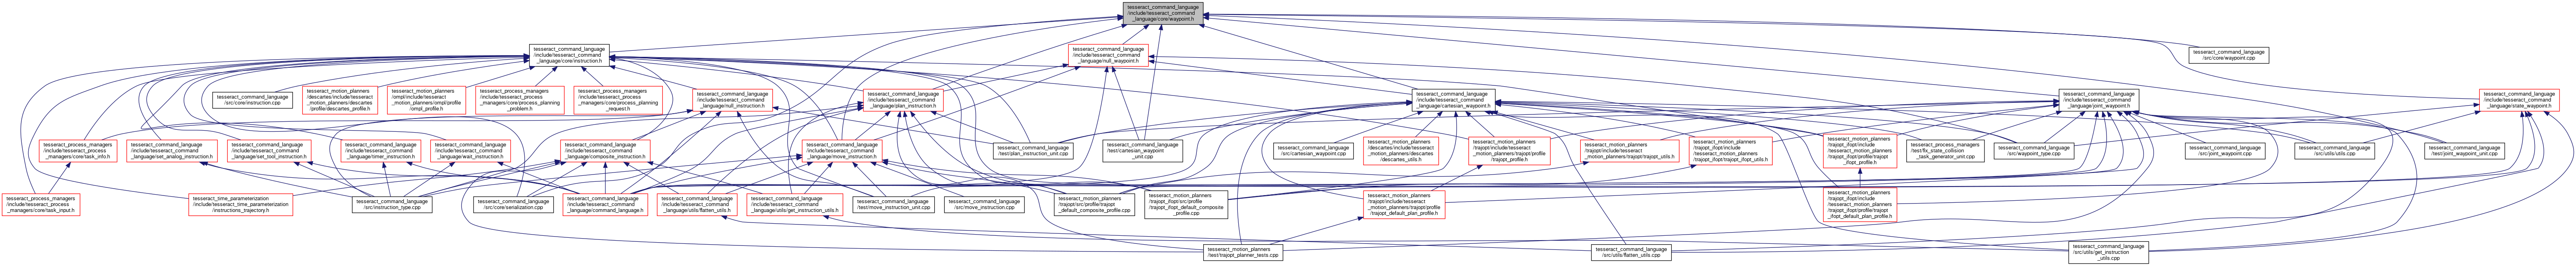 tesseract_command_language
/include/tesseract_command
_language/core/waypoint.h
tesseract_command_language
/include/tesseract_command
_language/core/instruction.h
tesseract_command_language
/include/tesseract_command
_language/null_waypoint.h
tesseract_command_language
/src/core/waypoint.cpp
tesseract_command_language
/src/core/instruction.cpp
tesseract_motion_planners
/descartes/include/tesseract
_motion_planners/descartes
/profile/descartes_profile.h
tesseract_motion_planners
/ompl/include/tesseract
_motion_planners/ompl/profile
/ompl_profile.h
tesseract_process_managers
/include/tesseract_process
_managers/core/process_planning
_problem.h
tesseract_process_managers
/include/tesseract_process
_managers/core/process_planning
_request.h
tesseract_command_language
/include/tesseract_command
_language/null_instruction.h
tesseract_command_language
/include/tesseract_command
_language/plan_instruction.h
tesseract_command_language
/include/tesseract_command
_language/cartesian_waypoint.h
tesseract_command_language
/include/tesseract_command
_language/joint_waypoint.h
tesseract_command_language
/include/tesseract_command
_language/state_waypoint.h
tesseract_process_managers
/include/tesseract_process
_managers/core/task_info.h
tesseract_command_language
/include/tesseract_command
_language/set_analog_instruction.h
tesseract_command_language
/include/tesseract_command
_language/set_tool_instruction.h
tesseract_command_language
/include/tesseract_command
_language/timer_instruction.h
tesseract_command_language
/include/tesseract_command
_language/wait_instruction.h
tesseract_command_language
/include/tesseract_command
_language/composite_instruction.h
tesseract_command_language
/include/tesseract_command
_language/move_instruction.h
tesseract_command_language
/test/plan_instruction_unit.cpp
tesseract_command_language
/test/cartesian_waypoint
_unit.cpp
tesseract_command_language
/src/cartesian_waypoint.cpp
tesseract_motion_planners
/descartes/include/tesseract
_motion_planners/descartes
/descartes_utils.h
tesseract_motion_planners
/trajopt/include/tesseract
_motion_planners/trajopt/profile
/trajopt_profile.h
tesseract_motion_planners
/trajopt/include/tesseract
_motion_planners/trajopt/trajopt_utils.h
tesseract_motion_planners
/trajopt_ifopt/include
/tesseract_motion_planners
/trajopt_ifopt/trajopt_ifopt_utils.h
tesseract_motion_planners
/trajopt_ifopt/include
/tesseract_motion_planners
/trajopt_ifopt/profile/trajopt
_ifopt_profile.h
tesseract_process_managers
/test/fix_state_collision
_task_generator_unit.cpp
tesseract_command_language
/src/waypoint_type.cpp
tesseract_command_language
/src/joint_waypoint.cpp
tesseract_command_language
/src/utils/utils.cpp
tesseract_command_language
/test/joint_waypoint_unit.cpp
tesseract_process_managers
/include/tesseract_process
_managers/core/task_input.h
tesseract_time_parameterization
/include/tesseract_time_parameterization
/instructions_trajectory.h
tesseract_command_language
/src/instruction_type.cpp
tesseract_command_language
/src/core/serialization.cpp
tesseract_command_language
/include/tesseract_command
_language/command_language.h
tesseract_command_language
/include/tesseract_command
_language/utils/flatten_utils.h
tesseract_command_language
/include/tesseract_command
_language/utils/get_instruction_utils.h
tesseract_command_language
/test/move_instruction_unit.cpp
tesseract_command_language
/src/move_instruction.cpp
tesseract_motion_planners
/trajopt/src/profile/trajopt
_default_composite_profile.cpp
tesseract_motion_planners
/trajopt_ifopt/src/profile
/trajopt_ifopt_default_composite
_profile.cpp
tesseract_motion_planners
/trajopt/include/tesseract
_motion_planners/trajopt/profile
/trajopt_default_plan_profile.h
tesseract_motion_planners
/trajopt_ifopt/include
/tesseract_motion_planners
/trajopt_ifopt/profile/trajopt
_ifopt_default_plan_profile.h
tesseract_motion_planners
/test/trajopt_planner_tests.cpp
tesseract_command_language
/src/utils/flatten_utils.cpp
tesseract_command_language
/src/utils/get_instruction
_utils.cpp